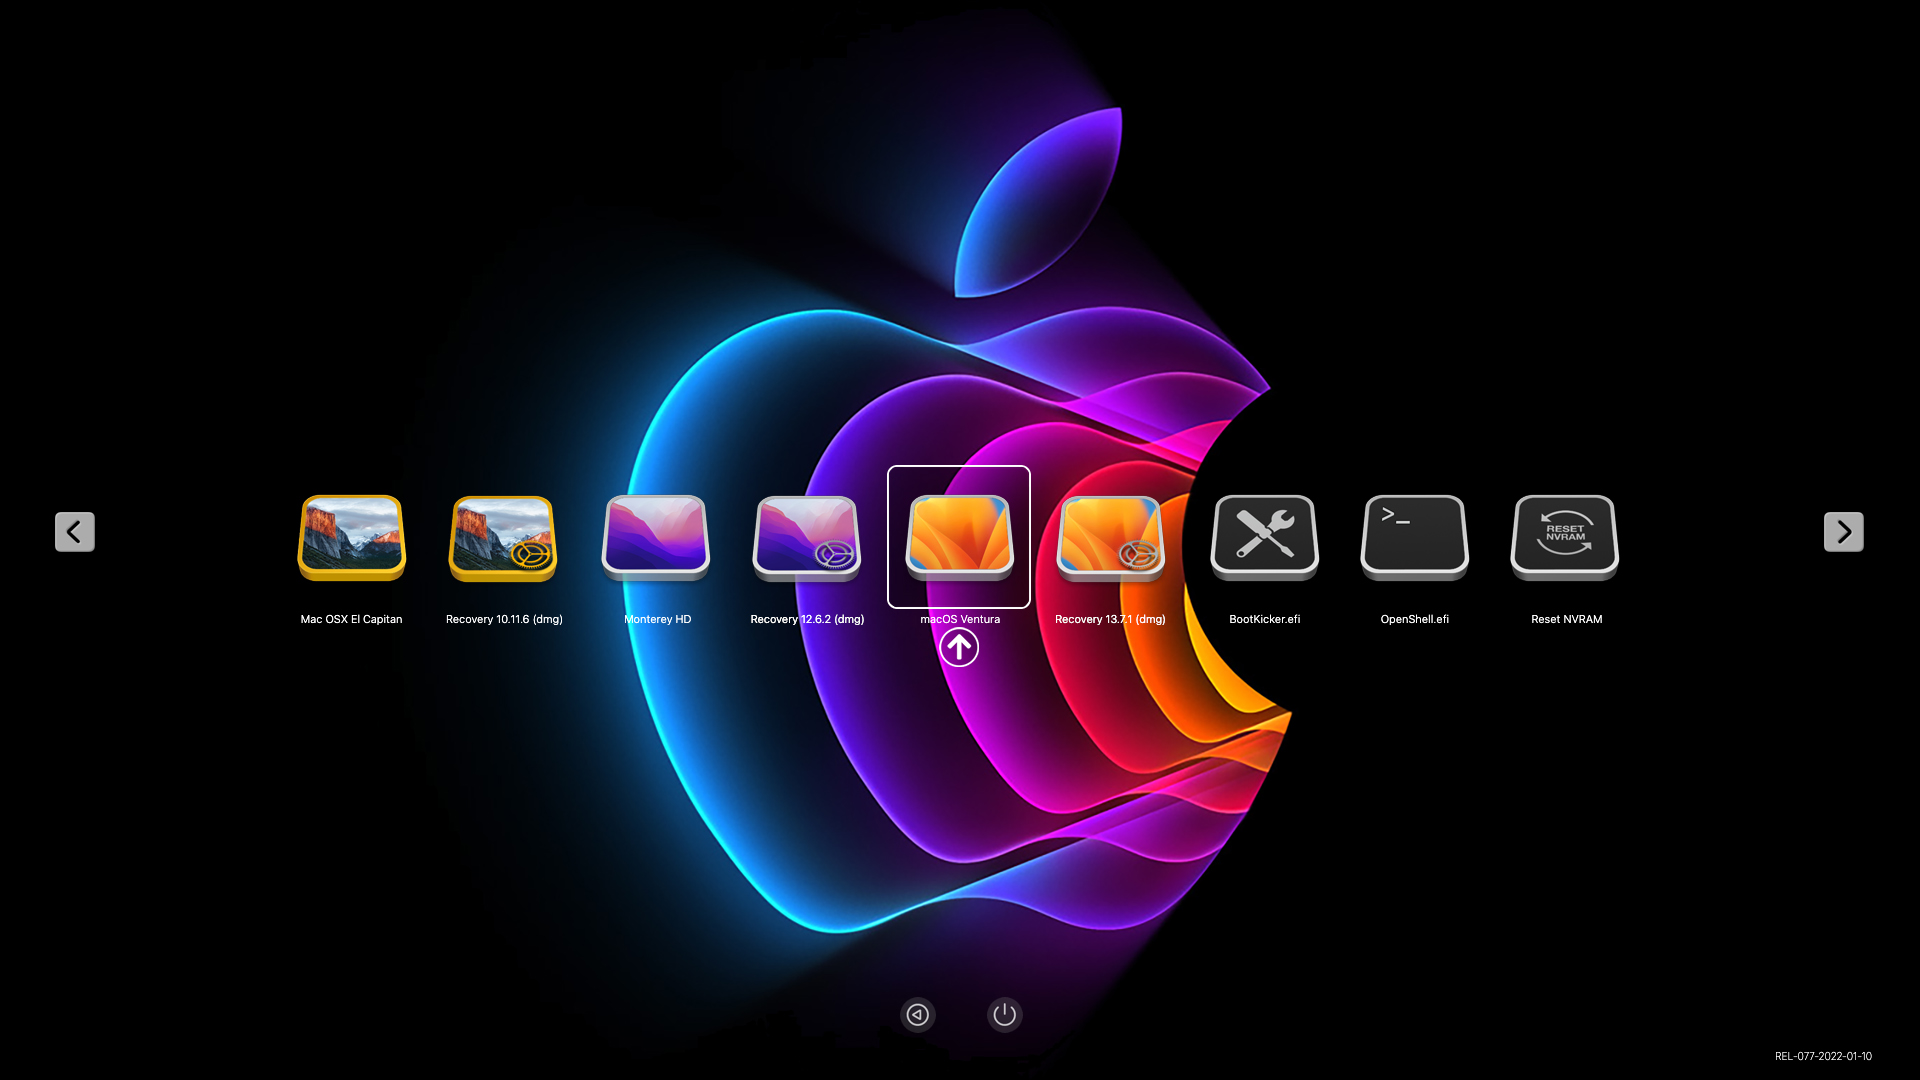 >_
RESET
NVRAM
Mac OSX El Capitan
Recovery 10.11.6 (dmg)
Monterey HD
Recovery 12.6.2 (dmg)
macOS Ventura
Recovery 13.7.1 (dmg)
BootKicker.efi
OpenShell.efi
Reset NVRAM
REL-077-2022-01-10